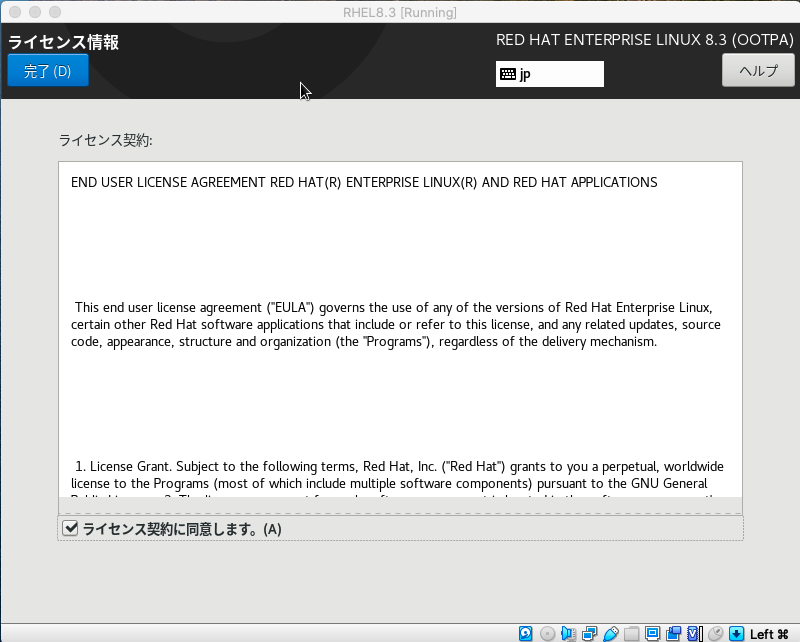 RHEL8.3 [Running]
ライセンス情報
RED HAT ENTERPRISE LINUX 8.3 (OOTPA)
完了(D)
jp
ヘルプ
ライセンス契約:
END USER LICENSE AGREEMENT RED HAT(R) ENTERPRISE LINUX(R) AND RED HAT APPLICATIONS
This end user license agreement ("EULA") governs the use of any of the versions of Red Hat Enterprise Linux,
certain other Red Hat software applications that include or refer to this license, and any related updates, source
code, appearance, structure and organization (the "Programs"), regardless of the delivery mechanism.
1. License Grant. Subject to the following terms, Red Hat, Inc. ("Red Hat") grants to you a perpetual, worldwide
license to the Programs (most of which include multiple software components) pursuant to the GNU General
ライセンス契約に同意します。(A)
Left ⌘